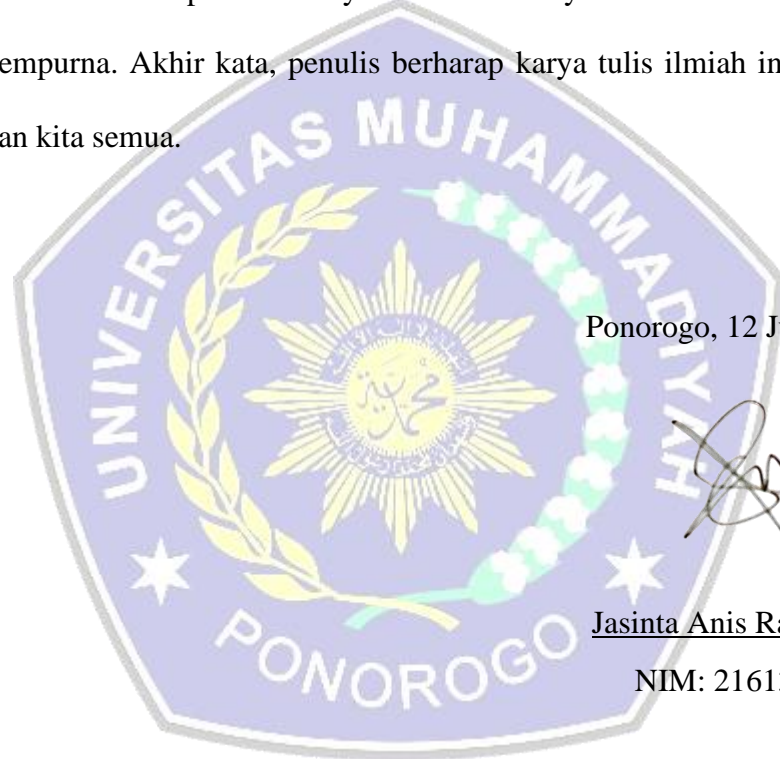 empurna. Akhir kata, penulis berharap karya tulis ilmiah in
an kita semua.
UNIVERSITAS MUHAMMADIYAH
PONOROGO
Ponorogo, 12 J
Jasinta Anis Ra
NIM: 2161